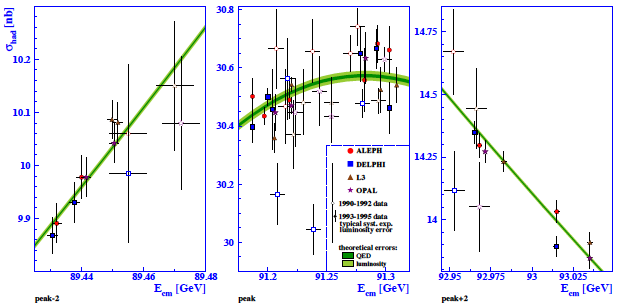 σhad [nb]
10.2
10.1
10
9.9
89.44
89.46
89.48
Ecm [GeV]
peak-2
30.8
30.6
30.4
30.2
30
91.2
91.25
91.3
Ecm [GeV]
peak
ALEPH
DELPHI
L3
OPAL
1990-1992 data
1993-1995 data
typical syst. exp.
luminosity error
theoretical errors:
QED
luminosity
14.75
14.5
14.25
14
92.95
92.975
93
93.025
Ecm [GeV]
peak+2